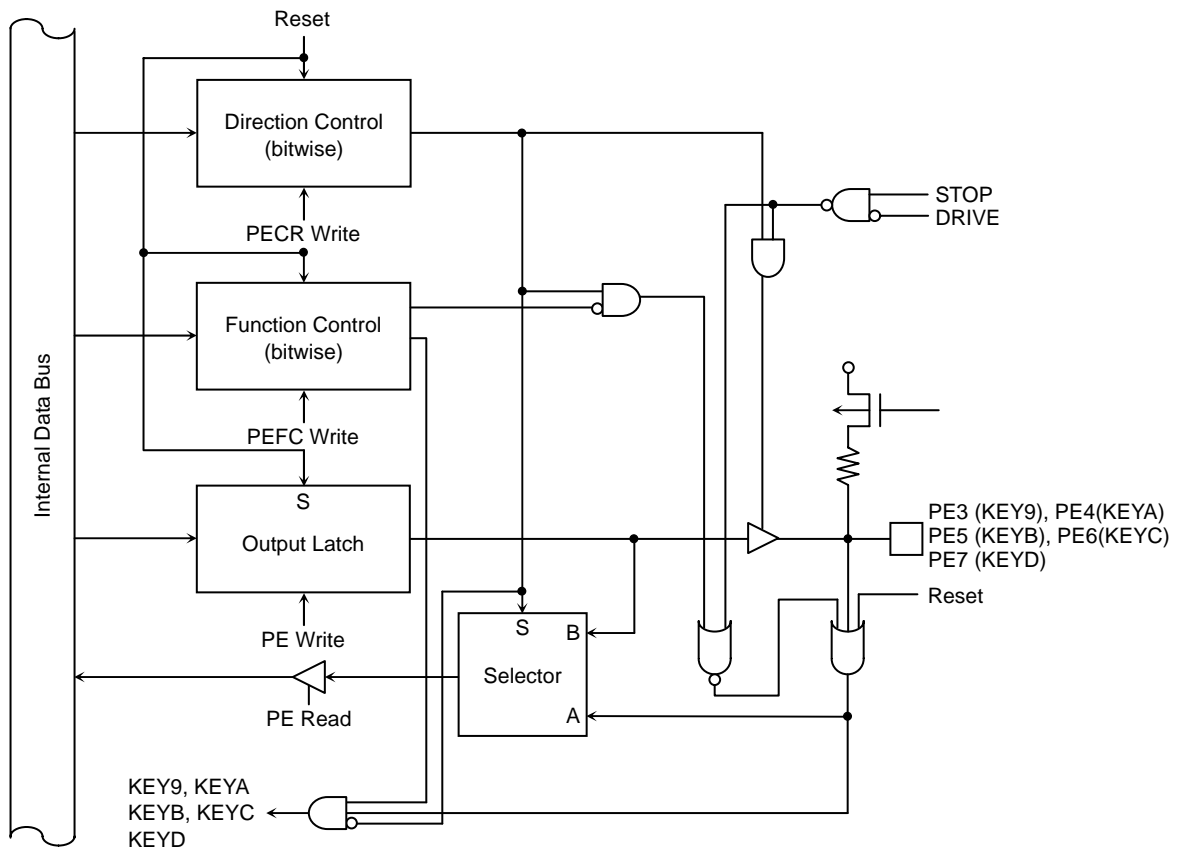 Reset
Direction Control
(bitwise)
PECR Write
STOP
DRIVE
Function Control
(bitwise)
PEFC Write
Internal Data Bus
S
Output Latch
PE Write
PE3 (KEY9), PE4(KEYA)
PE5 (KEYB), PE6(KEYC)
PE7 (KEYD)
Reset
S
B
Selector
A
PE Read
KEY9, KEYA
KEYB, KEYC
KEYD